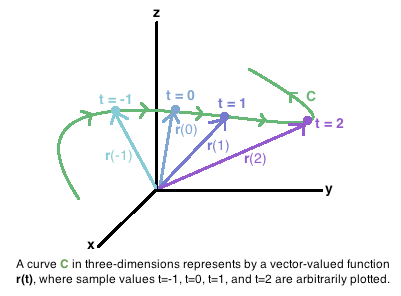 z
t = -1
t = 0
t = 1
C
t = 2
r(-1)
r(0)
r(1)
r(2)
y
x
A curve C in three-dimensions represents by a vector-valued function
r(t), where sample values t=-1, t=0, t=1, and t=2 are arbitrarily plotted.